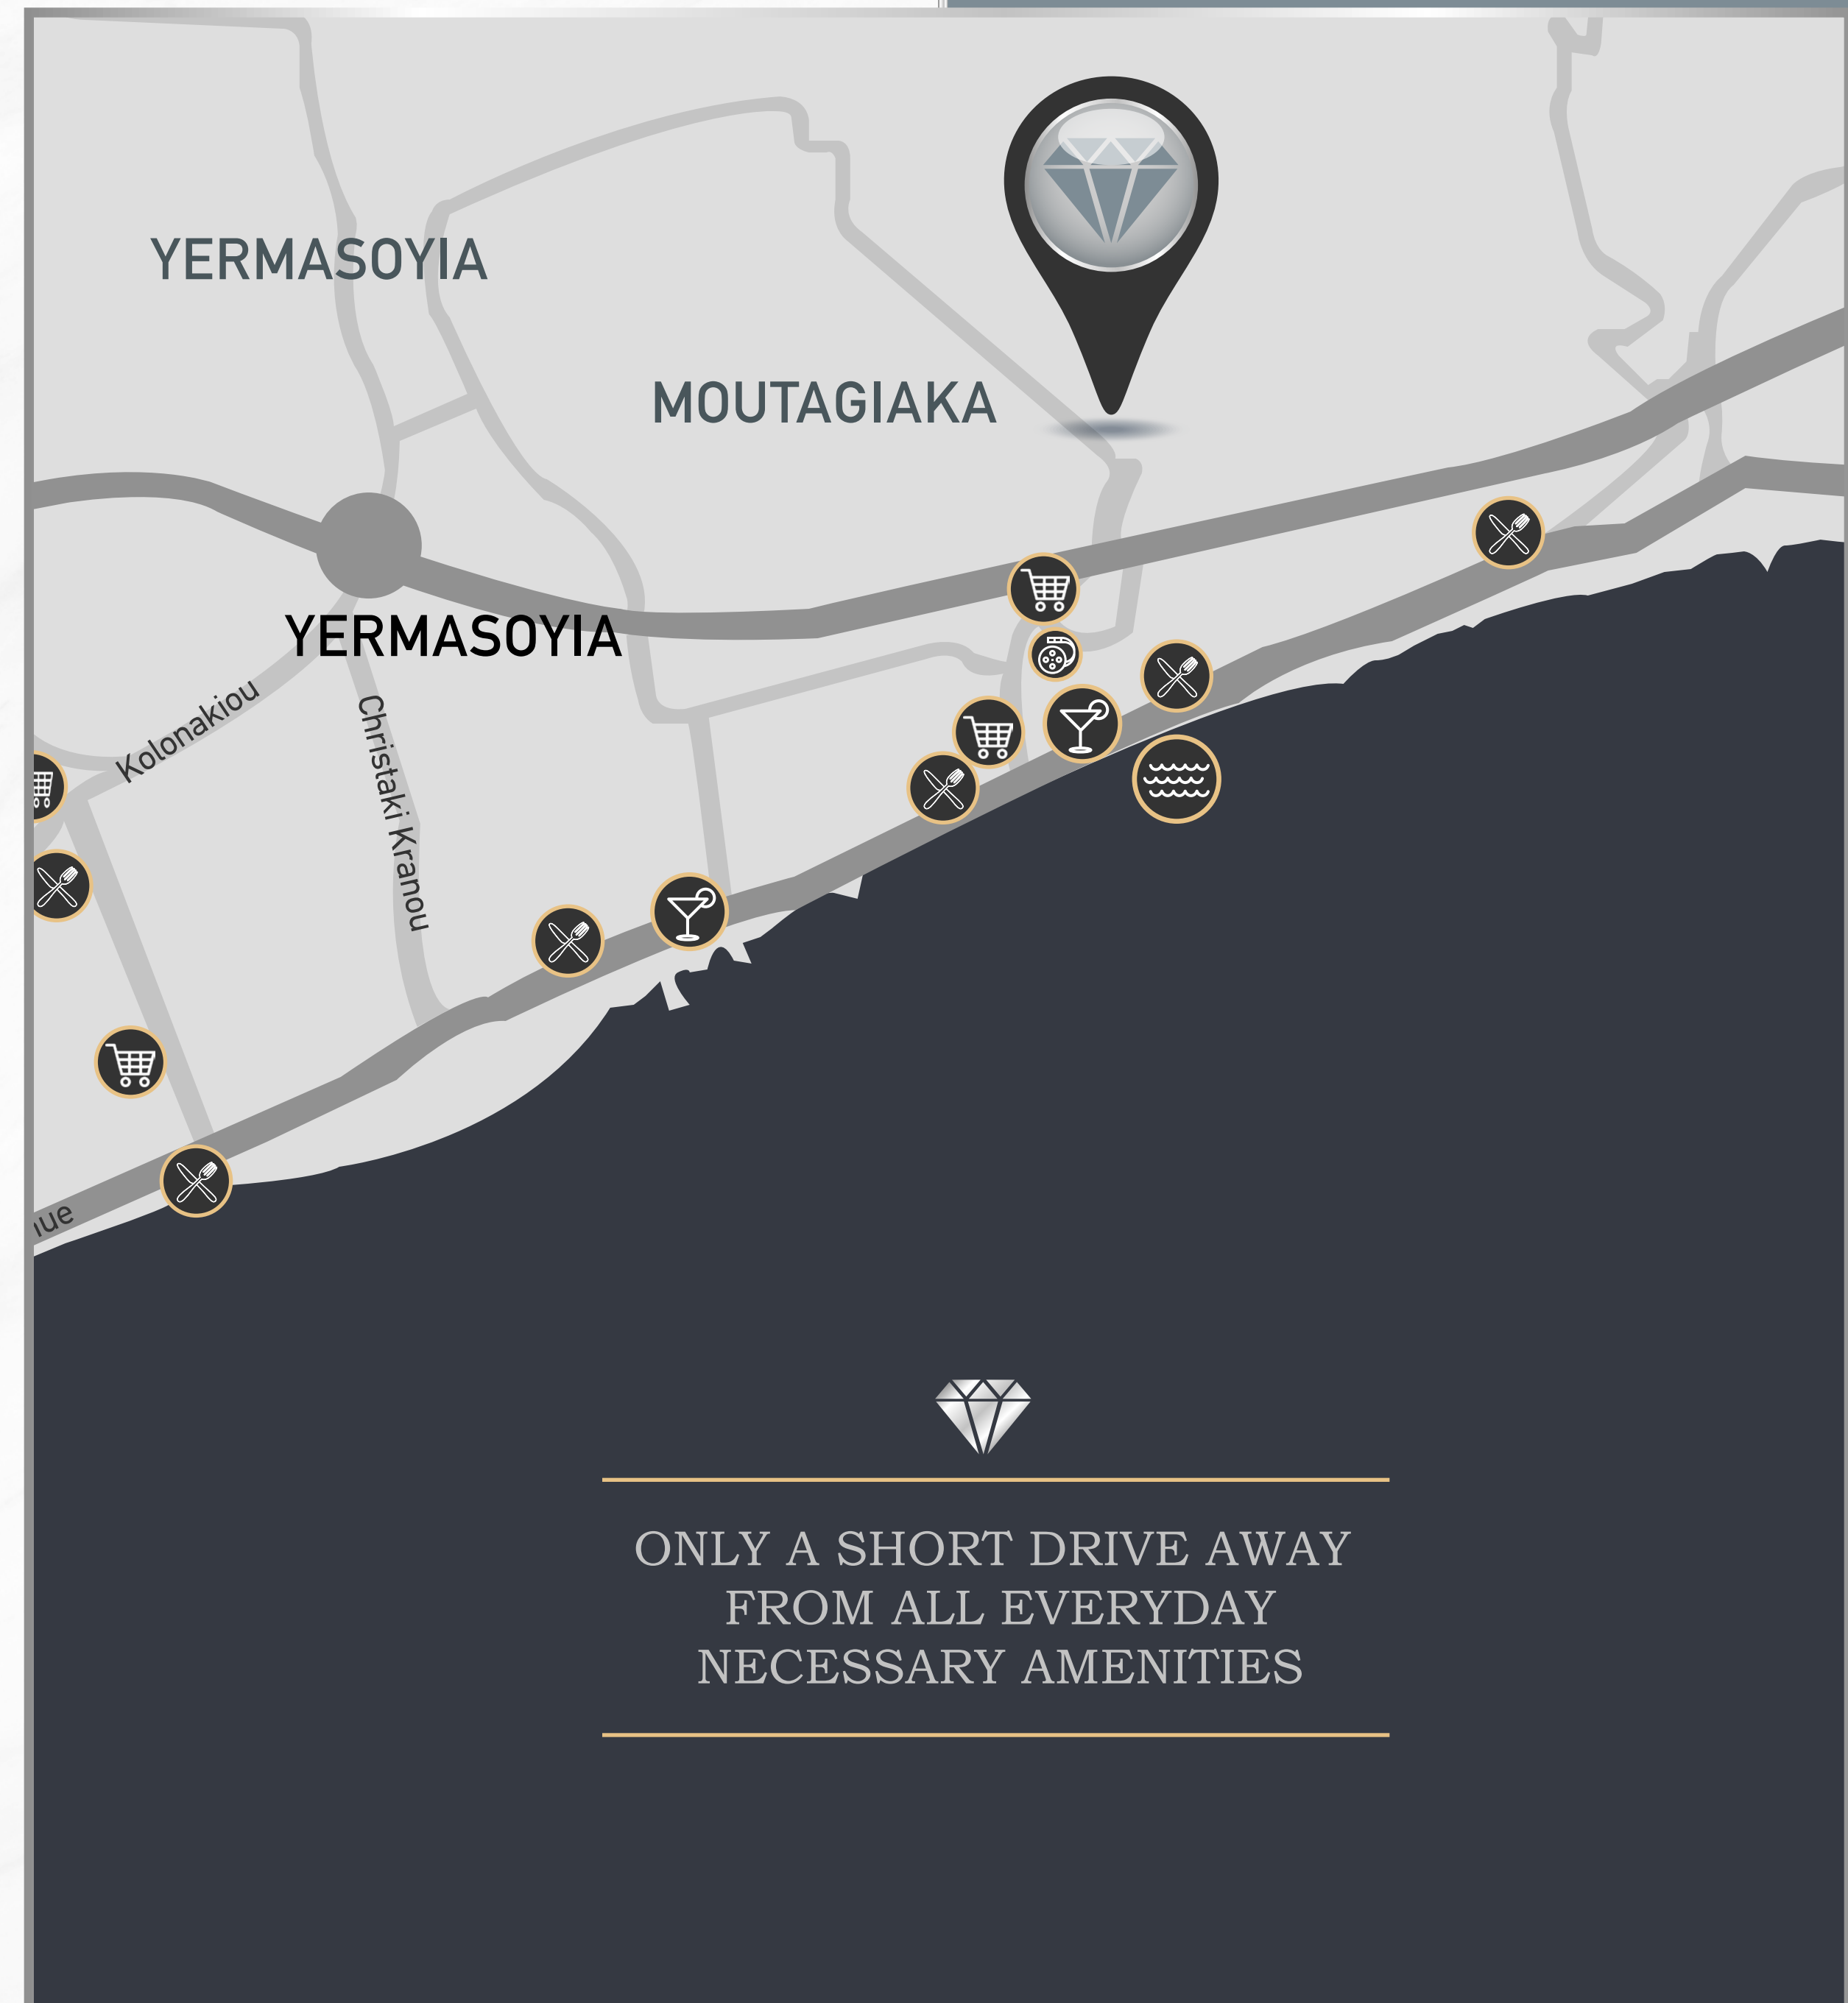 YERMASOYIA
MOUTAGIAKA
YERMASOYIA
Kolonakiou
Christaki Kranou
ONLY A SHORT DRIVE AWAY
FROM ALL EVERYDAY
NECESSARY AMENITIES